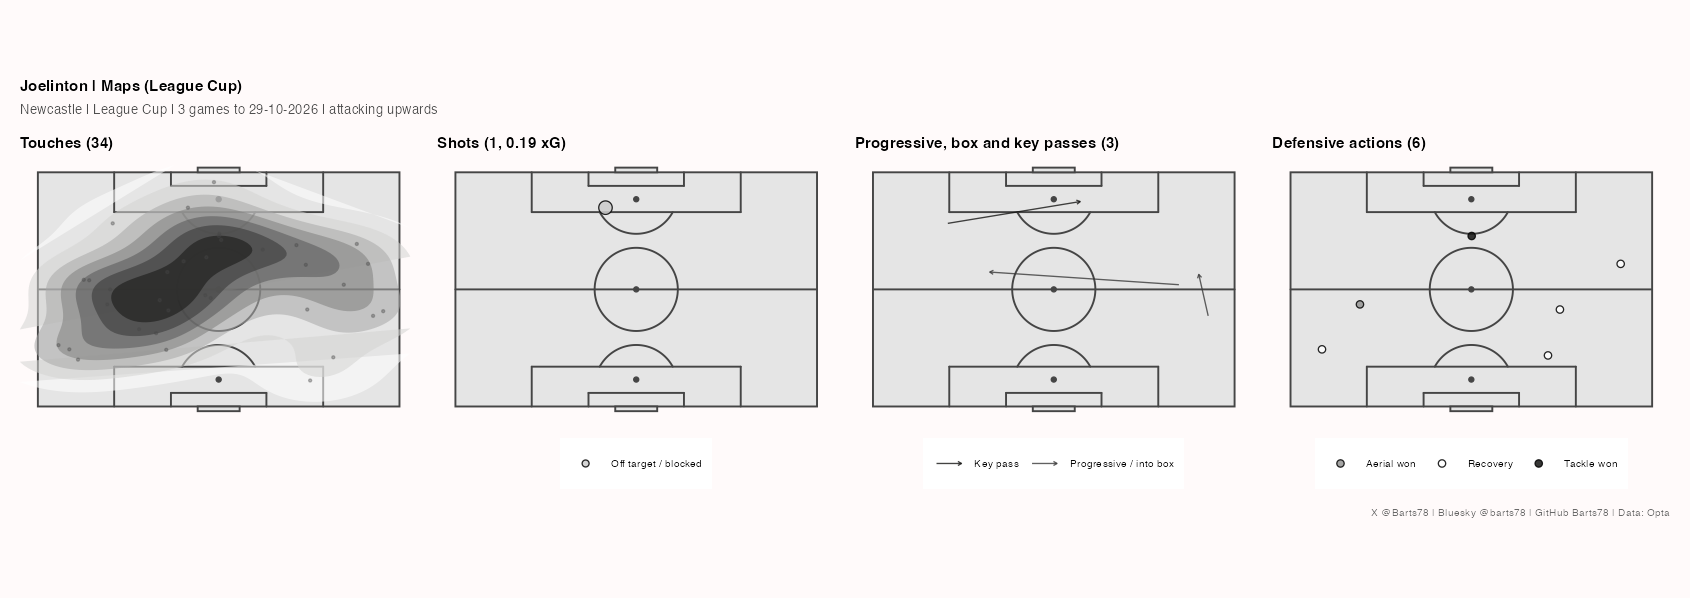 Joelinton | Maps (League Cup)
Newcastle | League Cup | 3 games to 29-10-2026 | attacking upwards
Touches (34)
Shots (1, 0.19 xG)
Progressive, box and key passes (3)
Defensive actions (6)
Off target / blocked
Key pass
Progressive / into box
Aerial won
Recovery
Tackle won
X @Barts78 | Bluesky @barts78 | GitHub Barts78 | Data: Opta